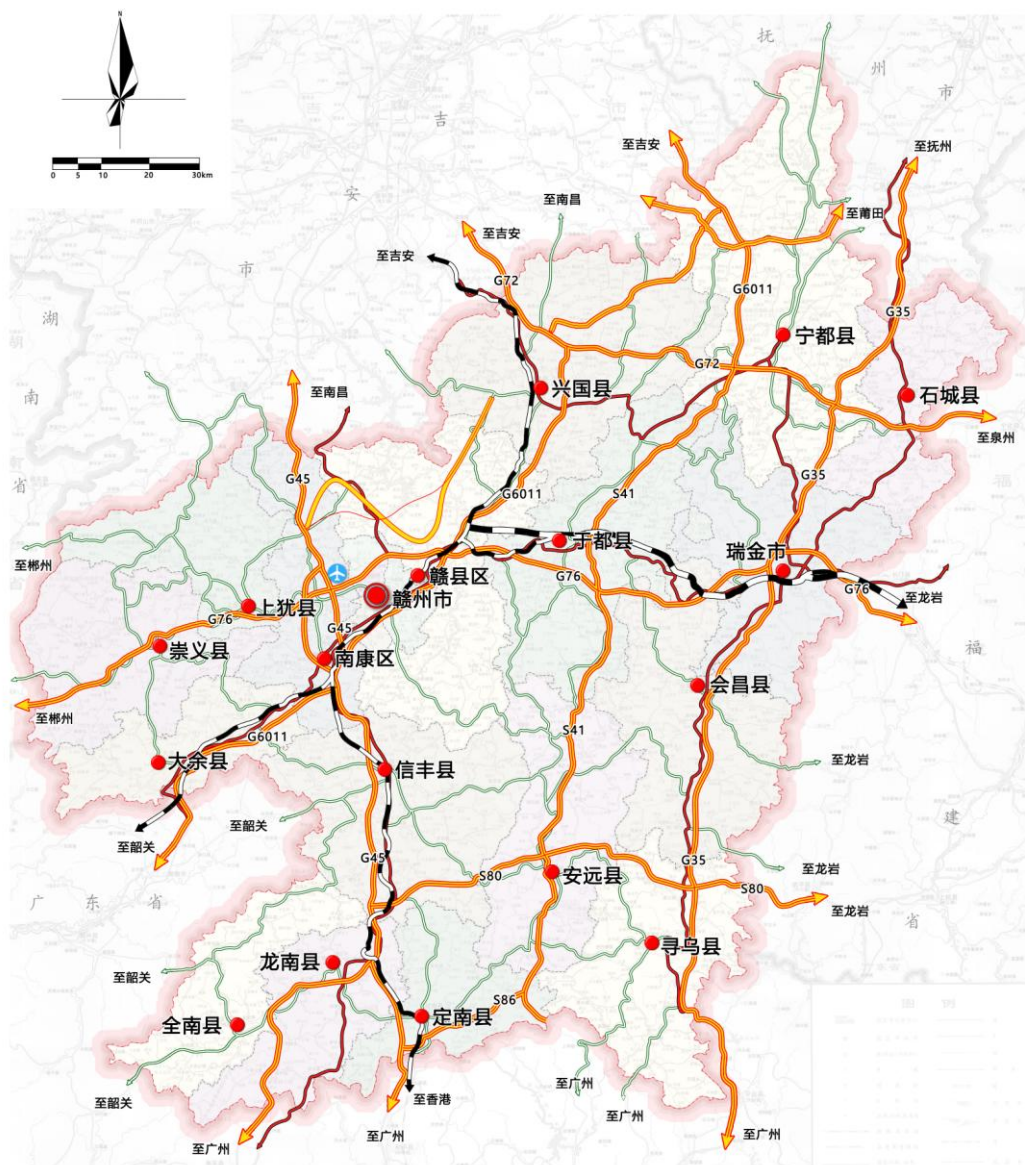 N
抚
州
市
吉
安
市
0 5 10 20 30km
至吉安
至抚州
至南昌
至莆田
至吉安
至吉安
G72
G6011
G35
湖
南
省
宁都县
G72
兴国县
石城县
至南昌
至泉州
G45
G35
G6011
S41
福
建
省
于都县
瑞金市
至郴州
赣县区
G76
G76
至龙岩
赣州市
上犹县
G76
G45
崇义县
南康区
会昌县
至郴州
G6011
S41
大余县
信丰县
至龙岩
至韶关
至韶关
G45
G35
S80
安远县
至龙岩
S80
至龙岩
广 东 省
寻乌县
龙南县
至韶关
S86
全南县
定南县
图 例
至韶关
至香港
至广州
至广州
至广州
至广州
至广州